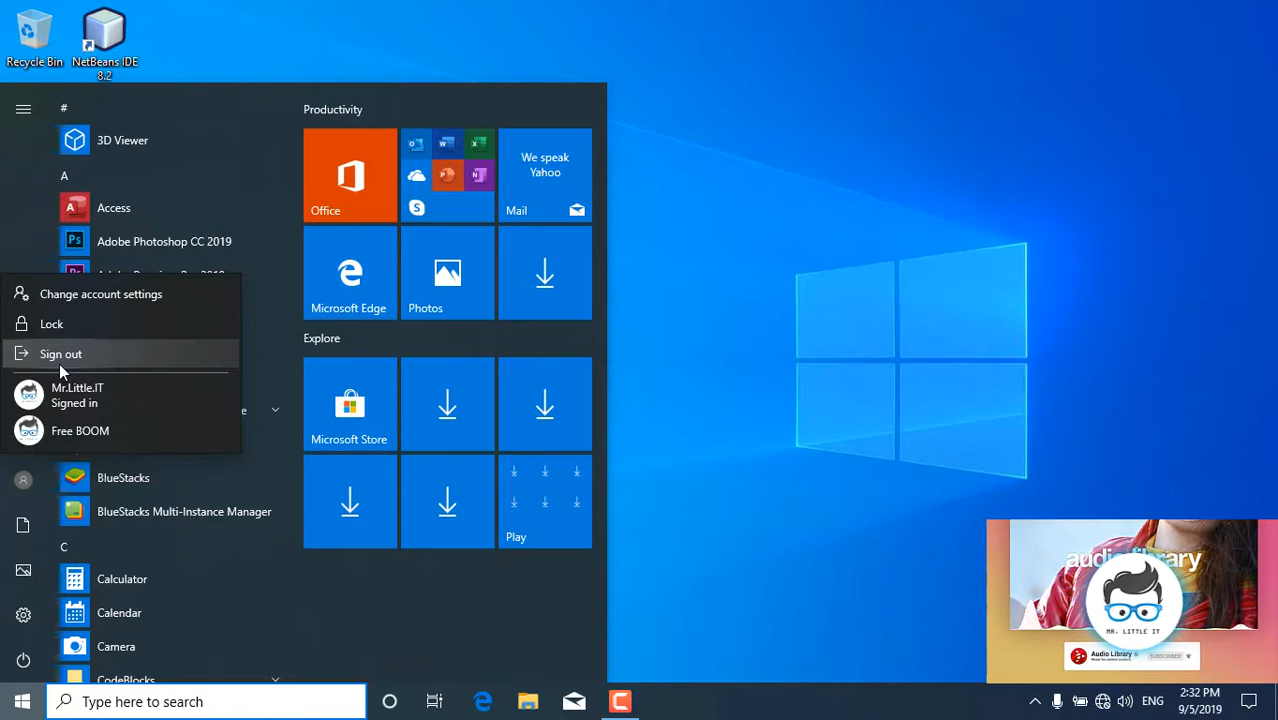 Recycle Bin
NetBeans IDE
8.2
#
3D Viewer
A
Access
Adobe Photoshop CC 2019
Change account settings
Lock
Sign out
Mr.Little.IT
Signed in
Free BOOM
BlueStacks
BlueStacks Multi-Instance Manager
C
Calculator
Calendar
Camera
CodeBlocks
Productivity
Office
We speak
Yahoo
Mail
Microsoft Edge
Photos
Explore
Microsoft Store
Play
audio library
MR. LITTLE IT
Audio Library
SUBSCRIBED
Type here to search
ENG
2:32 PM
9/5/2019